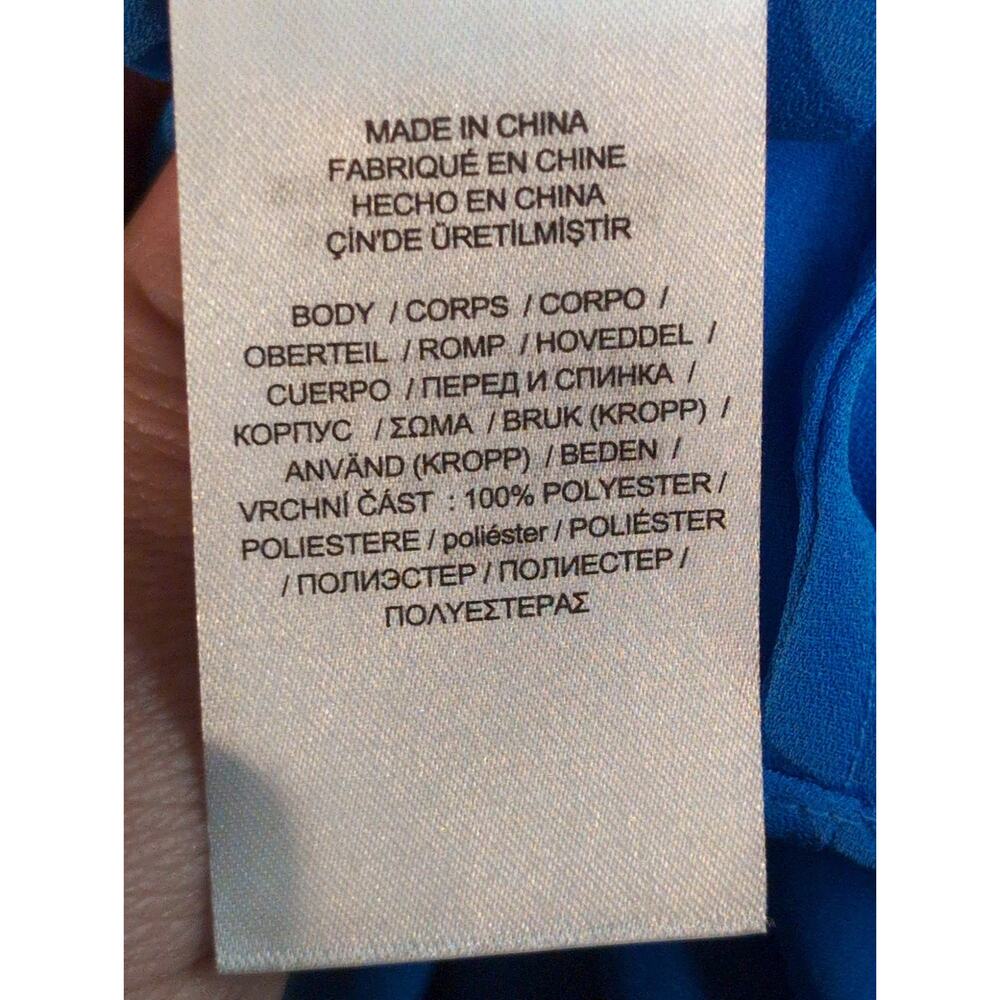 MADE IN CHINA
FABRIQUÉ EN CHINE
HECHO EN CHINA
ÇİN'DE ÜRETİLMİŞTİR
BODY / CORPS / CORPO /
OBERTEIL / ROMP / HOVEDDEL /
CUERPO / ПЕРЕД И СПИНКА /
КОРПУС / ΣΩΜΑ / BRUK (KROPP) /
ANVÄND (KROPP) / BEDEN /
VRCHNÍ ČÁST : 100% POLYESTER /
POLIESTERE / poliéster / POLIÉSTER
/ ПОЛИЭСТЕР / ПОЛИЕСТЕР /
ΠΟΛΥΕΣΤΕΡΑΣ